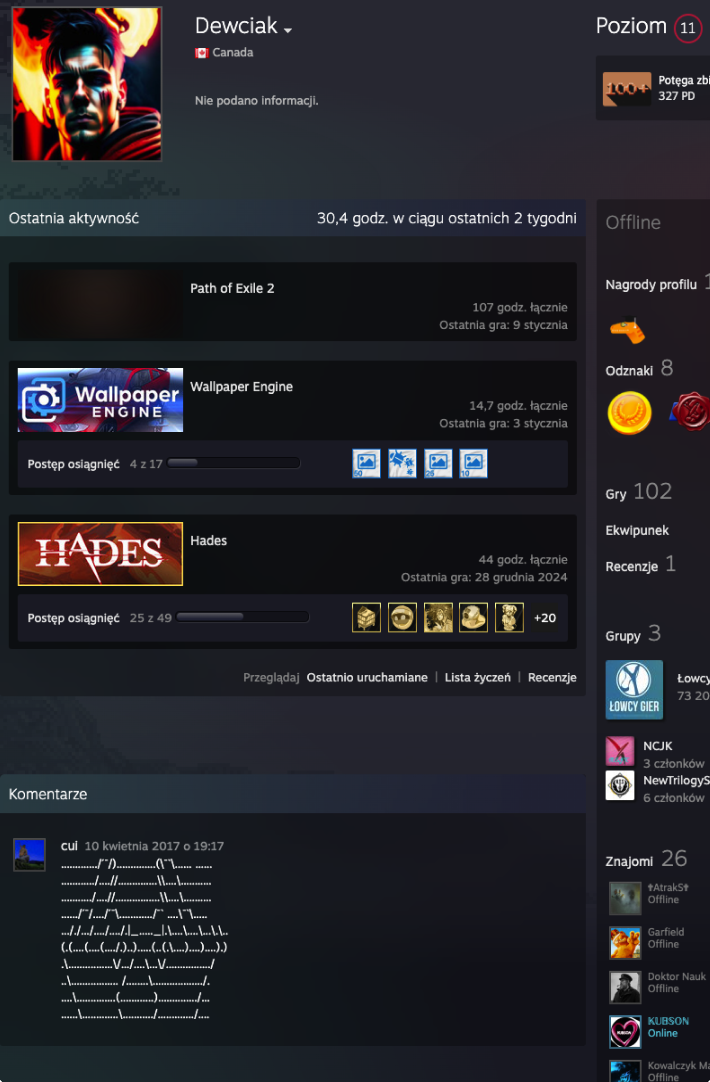 Dewciak
Canada
Nie podano informacji.
Poziom 11
100+
Potęga
327 PD
Ostatnia aktywność
30,4 godz. w ciągu ostatnich 2 tygodni
Path of Exile 2
107 godz. łącznie
Ostatnia gra: 9 stycznia
Wallpaper
ENGINE
Wallpaper Engine
14,7 godz. łącznie
Ostatnia gra: 3 stycznia
Postęp osiągnięć 4 z 17
50
25
10
HADES
Hades
44 godz. łącznie
Ostatnia gra: 28 grudnia 2024
Postęp osiągnięć 25 z 49
+20
Przeglądaj Ostatnio uruchamiane | Lista życzeń | Recenzje
Komentarze
cui 10 kwietnia 2017 o 19:17
............./¯¯/)..............(\¯¯\...... ......
............/....//..............\\....\...........
.........../....//................\\....\..........
....../¯¯/..../¯¯\............/¯¯ ....\¯¯\.....
.../././.../..../..../.|_......_|.\....\....\...\.\..
(.(....(....(..../.)..).....(..(.\....)....)....).)
.\................\/.../....\...\/................/
..\................. /........\................../.
....\..............(............)............../...
......\.............\.........../............./....
Offline
Nagrody profilu
Odznaki 8
Gry 102
Ekwipunek
Recenzje 1
Grupy 3
ŁOWCY GIER
Łowcy
73 20
NCJK
3 członków
NewTrilogyS
6 członków
Znajomi 26
✟AtrakS✟
Offline
Garfield
Offline
Doktor Nauk
Offline
KUBSON
Online
Kowalczyk
Offline